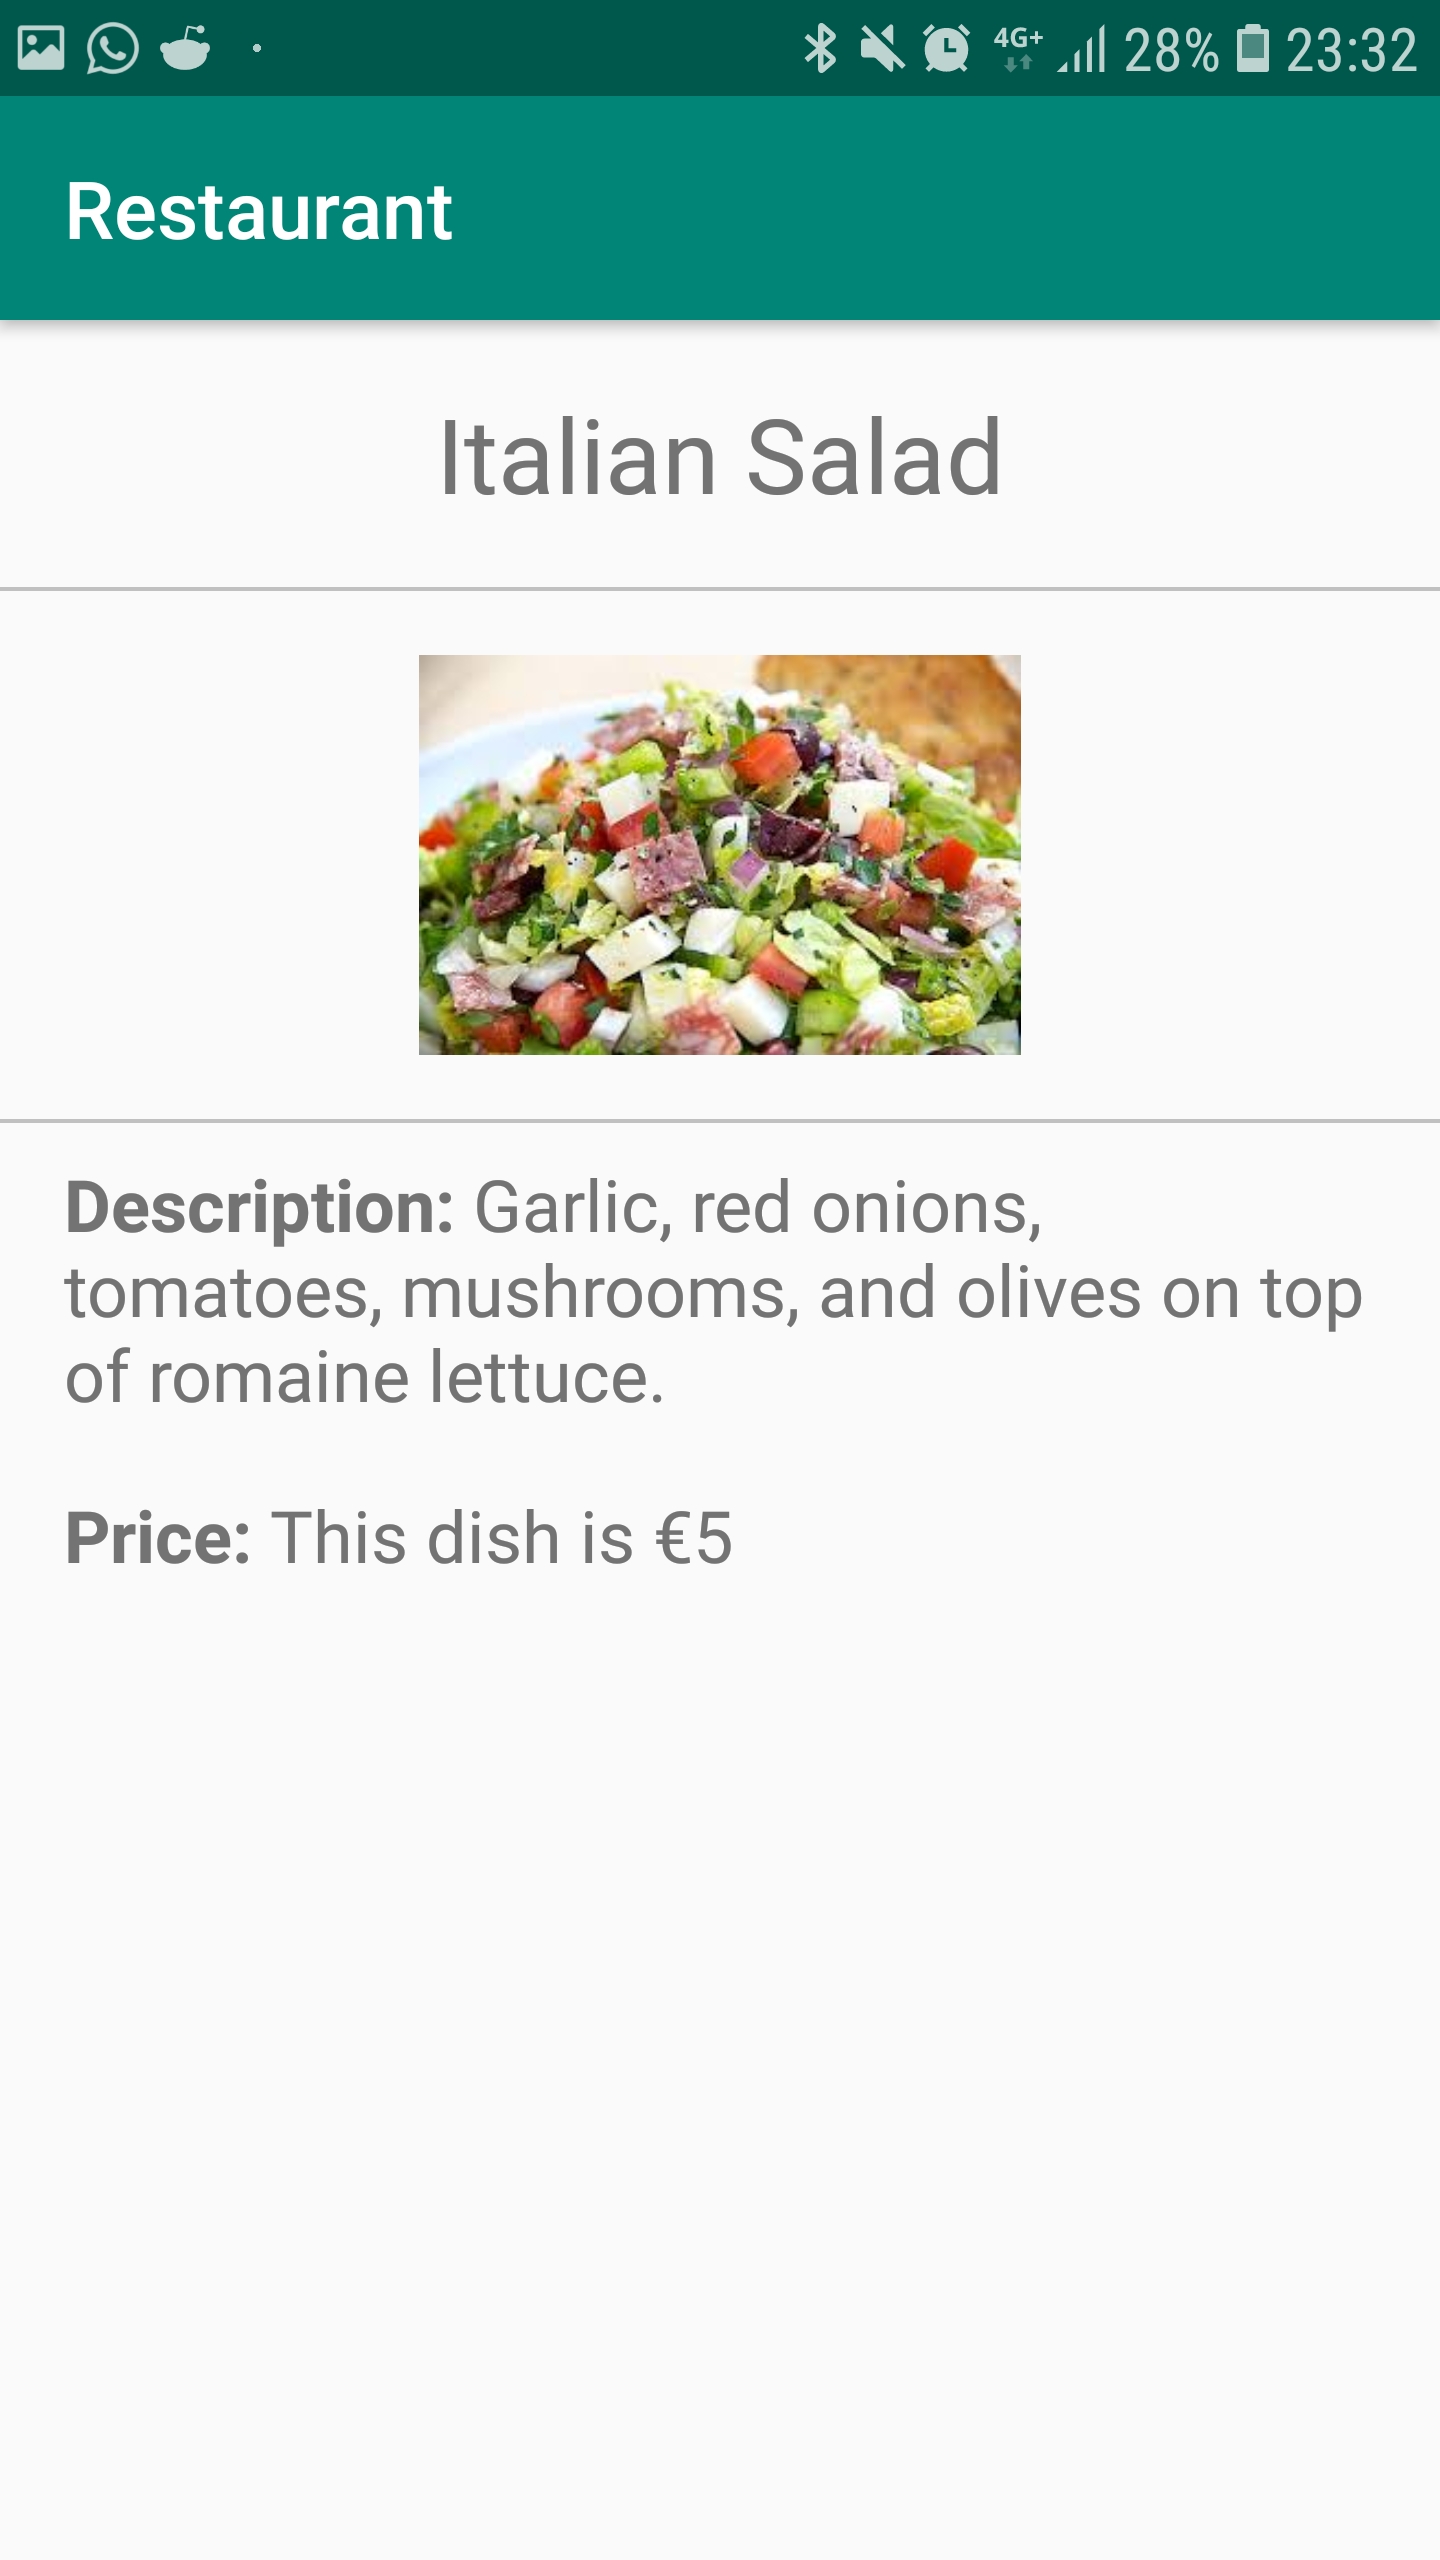 4G+ 28% 23:32
Restaurant
Italian Salad
Description: Garlic, red onions,
tomatoes, mushrooms, and olives on top
of romaine lettuce.
Price: This dish is €5